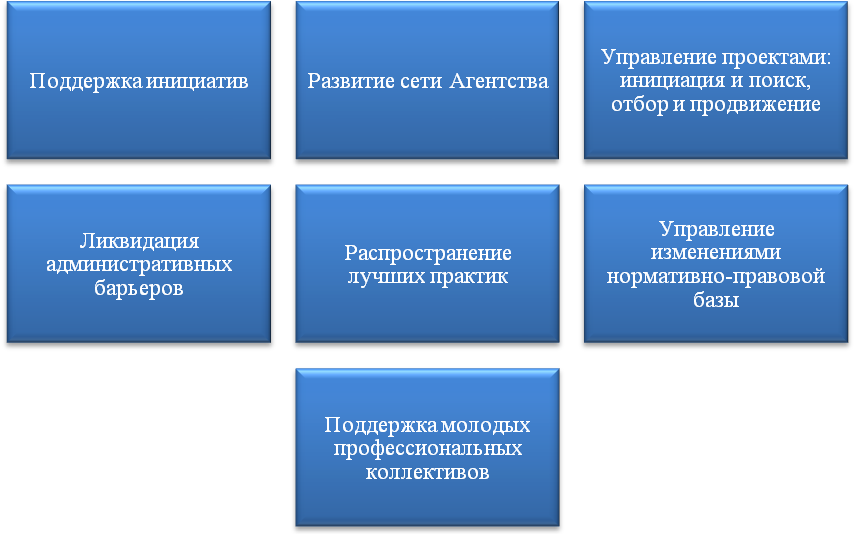 Поддержка инициатив
Развитие сети Агентства
Управление проектами:
инициация и поиск,
отбор и продвижение
Ликвидация
административных
барьеров
Распространение
лучших практик
Управление
изменениями
нормативно-правовой
базы
Поддержка молодых
профессиональных
коллективов